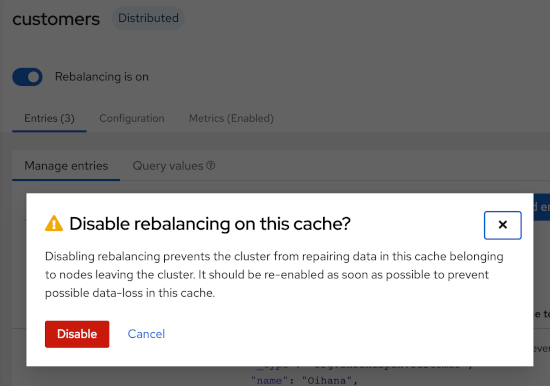 customers Distributed
Rebalancing is on
Entries (3) Configuration Metrics (Enabled)
Manage entries Query values
Disable rebalancing on this cache?
Disabling rebalancing prevents the cluster from repairing data in this cache belonging
to nodes leaving the cluster. It should be re-enabled as soon as possible to prevent
possible data-loss in this cache.
Disable Cancel
"name": "Oihana",